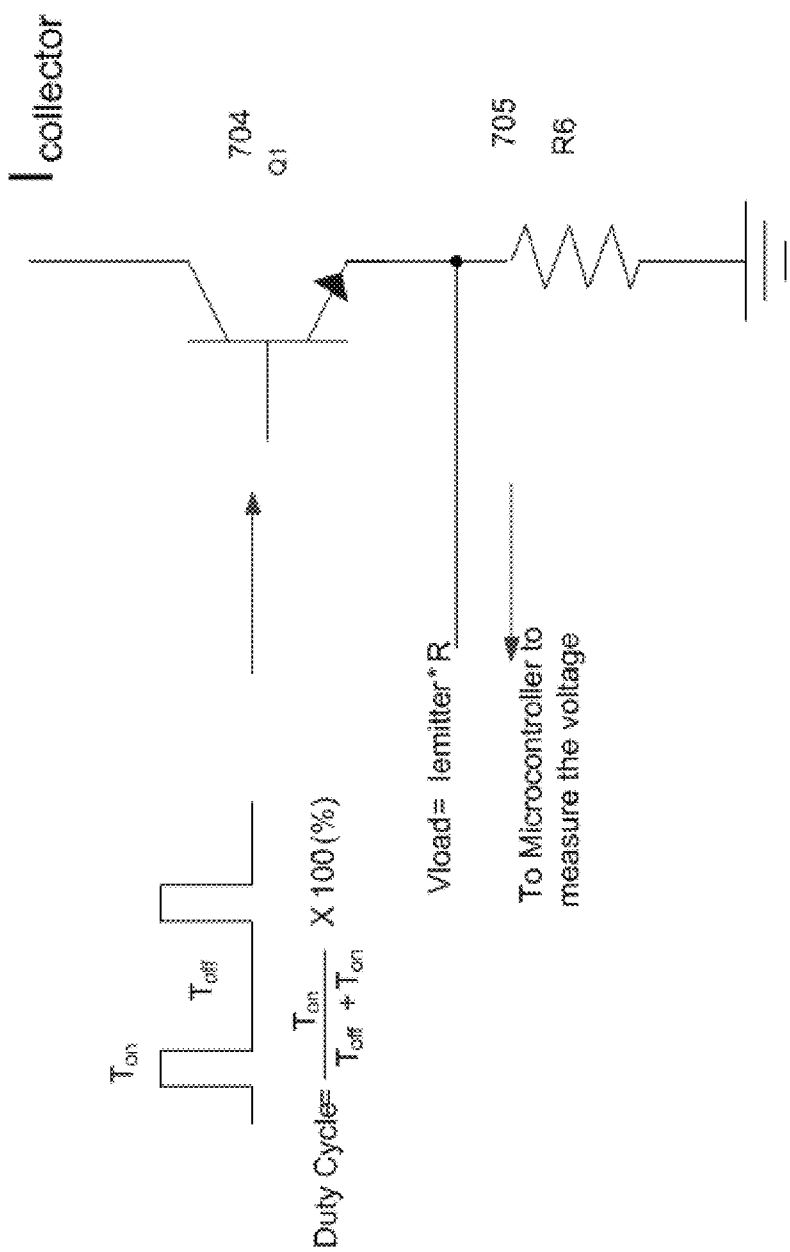 I collector
704
Q1
705
R6
Ton
Toff
Duty Cycle= Ton / Toff + Ton X 100(%)
Vload= Iemitter*R
To Microcontroller to
measure the voltage